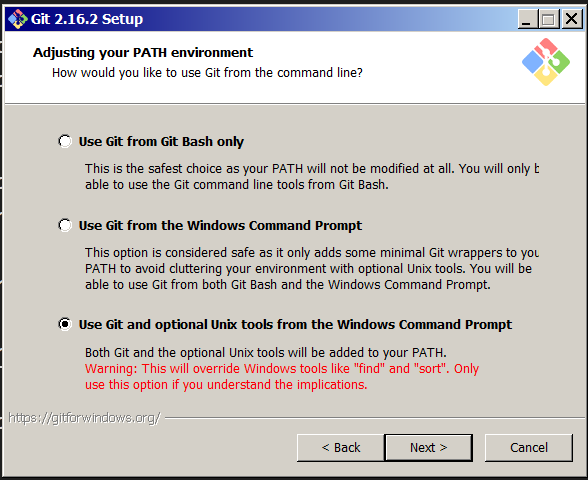 Git 2.16.2 Setup
Adjusting your PATH environment
How would you like to use Git from the command line?
Use Git from Git Bash only
This is the safest choice as your PATH will not be modified at all. You will only
able to use the Git command line tools from Git Bash.
Use Git from the Windows Command Prompt
This option is considered safe as it only adds some minimal Git wrappers to you
PATH to avoid cluttering your environment with optional Unix tools. You will be
able to use Git from both Git Bash and the Windows Command Prompt.
Use Git and optional Unix tools from the Windows Command Prompt
Both Git and the optional Unix tools will be added to your PATH.
Warning: This will override Windows tools like "find" and "sort". Only
use this option if you understand the implications.
https://gitforwindows.org/
< Back Next > Cancel